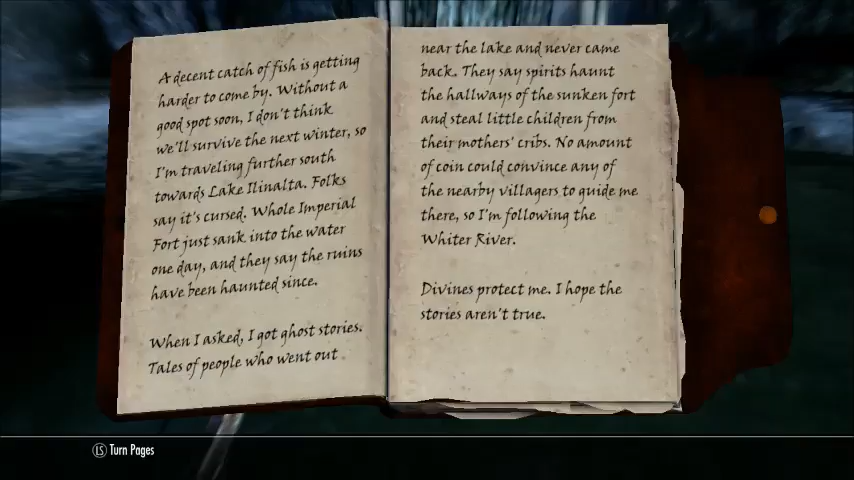 A decent catch of fish is getting
harder to come by. Without a
good spot soon, I don't think
we'll survive the next winter, so
I'm traveling further south
towards Lake Ilinalta. Folks
say it's cursed. Whole Imperial
Fort just sank into the water
one day, and they say the ruins
have been haunted since.
When I asked, I got ghost stories.
Tales of people who went out
near the lake and never came
back. They say spirits haunt
the hallways of the sunken fort
and steal little children from
their mothers' cribs. No amount
of coin could convince any of
the nearby villagers to guide me
there, so I'm following the
Whiter River.
Divines protect me. I hope the
stories aren't true.
LS Turn Pages